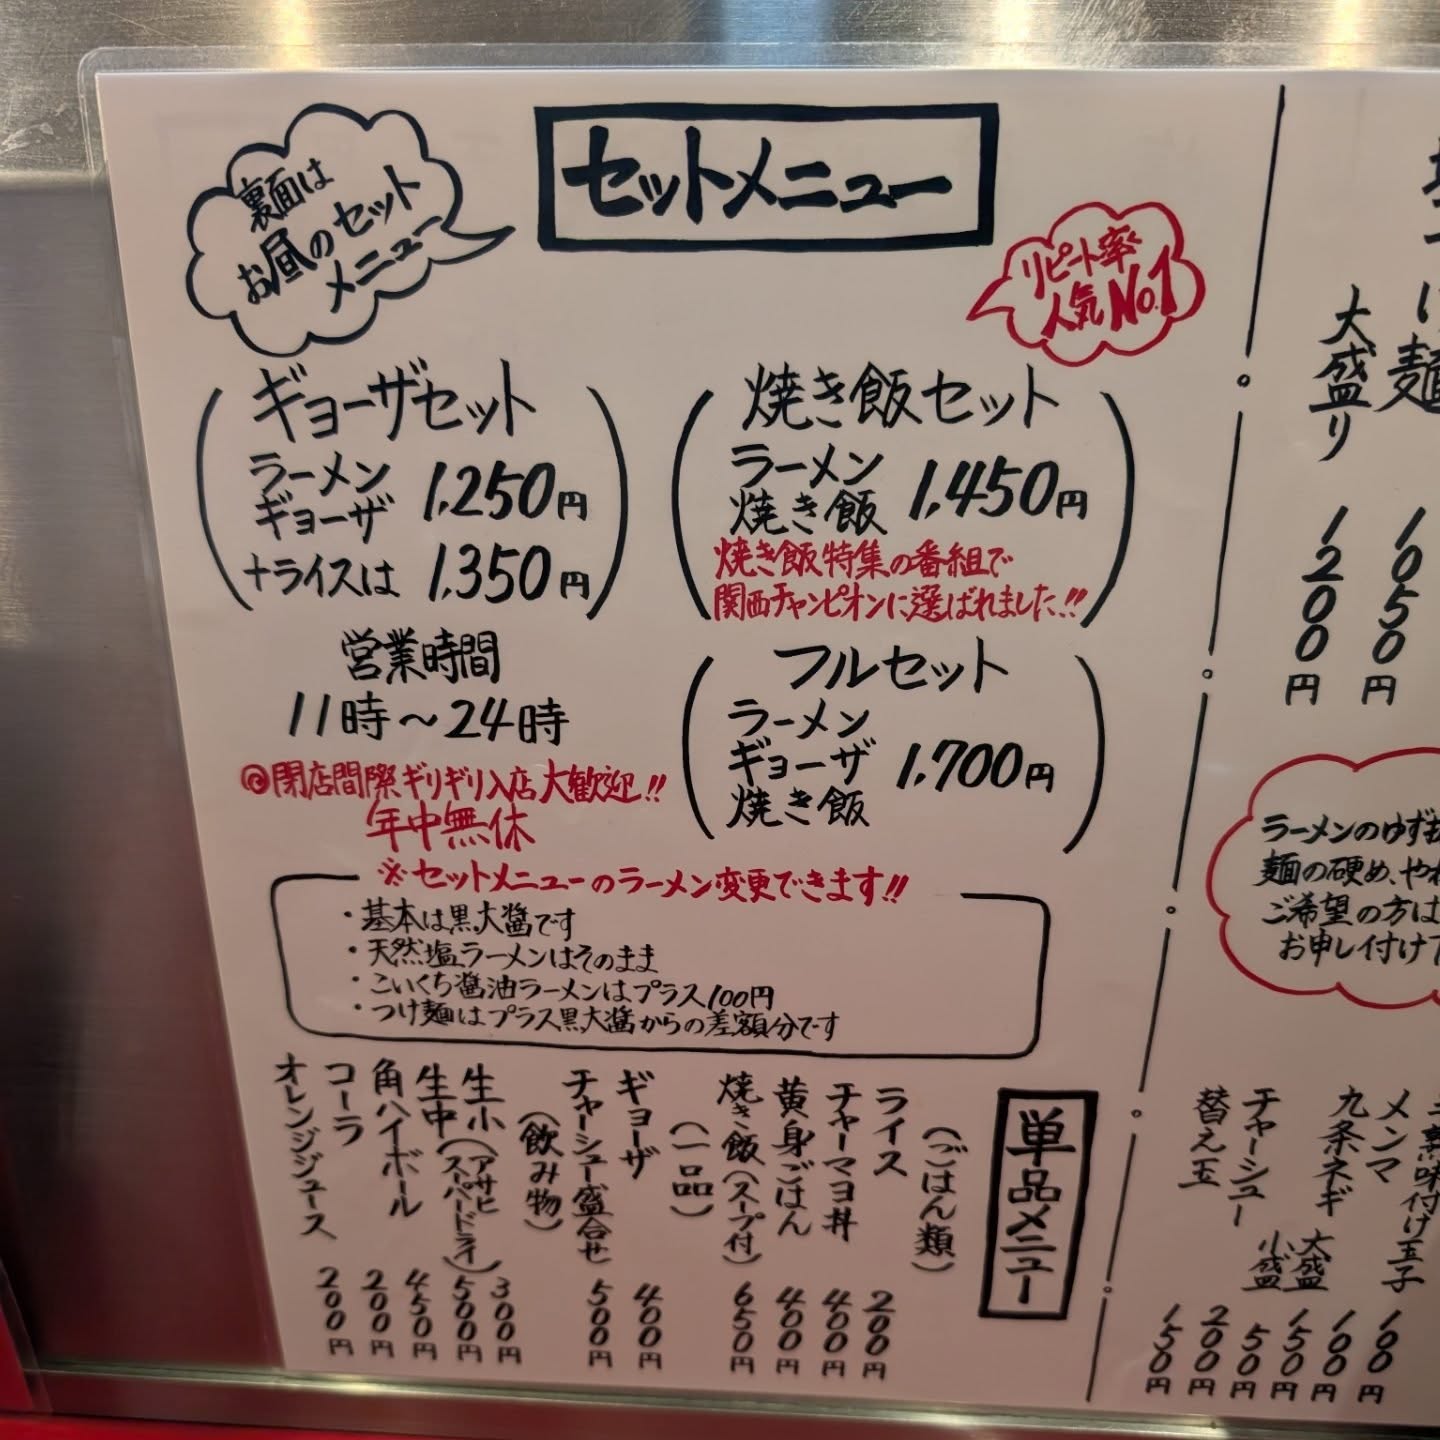 裏面は
お昼のセット
メニュー
セットメニュー
リピート率
人気No.1
ギョーザセット
ラーメン
ギョーザ 1,250円
+ライスは 1,350円
焼き飯セット
ラーメン
焼き飯 1,450円
焼き飯特集の番組で
関西チャンピオンに選ばれました!!
営業時間
11時〜24時
◎閉店間際ギリギリ入店大歓迎!!
年中無休
フルセット
ラーメン
ギョーザ 1,700円
焼き飯
※セットメニューのラーメン変更できます!!
・基本は黒大醤です
・天然塩ラーメンはそのまま
・こいくち醤油ラーメンはプラス100円
・つけ麺はプラス黒大醤からの差額分です
単品メニュー
(ごはん類)
ライス 200円
チャーマヨ丼 400円
黄身ごはん 400円
焼き飯(スープ付) 650円
(一品)
ギョーザ 400円
チャーシュー盛合せ 500円
(飲み物)
生小(アサヒ 300円
生中 スーパードライ) 500円
角ハイボール 450円
コーラ 200円
オレンジジュース 200円
つけ麺 1050円
大盛り 1200円
ラーメンのゆず
麺の硬め、やわ
ご希望の方は
お申し付け下
味付け玉子 100円
メンマ 100円
九条ネギ 大盛 150円
小盛 50円
チャーシュー 200円
替え玉 150円